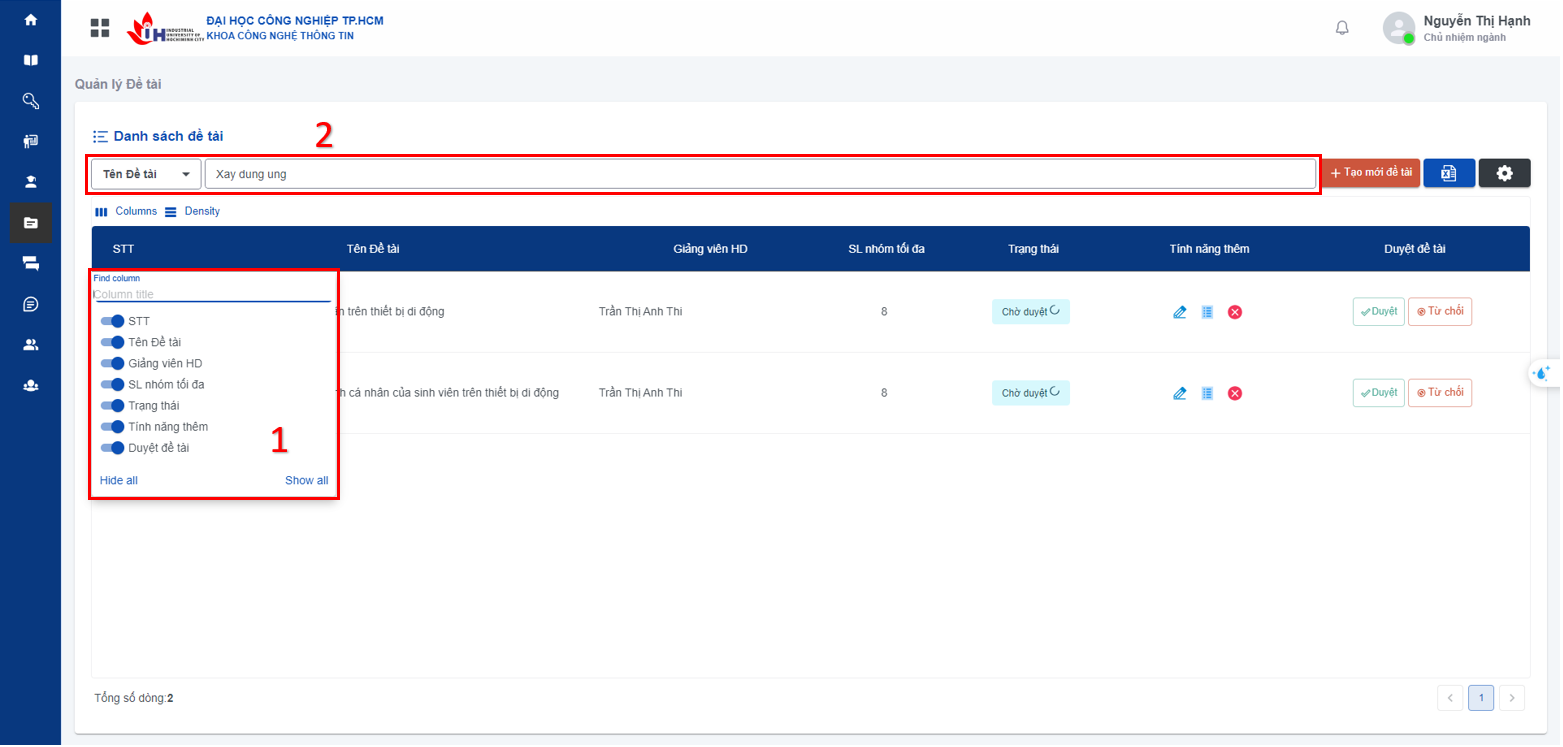 ĐẠI HỌC CÔNG NGHIỆP TP.HCM
KHOA CÔNG NGHỆ THÔNG TIN
IUH
INDUSTRIAL
UNIVERSITY OF
HOCHIMINH CITY
Nguyễn Thị Hạnh
Chủ nhiệm ngành
Quản lý Đề tài
Danh sách đề tài
2
Tên Đề tài
Xay dung ung
+ Tạo mới đề tài
Columns
Density
STT Tên Đề tài Giảng viên HD SL nhóm tối đa Trạng thái Tính năng thêm Duyệt đề tài
Find column
Column title
STT
Tên Đề tài
Giảng viên HD
SL nhóm tối đa
Trạng thái
Tính năng thêm
Duyệt đề tài
1
Hide all
Show all
trên thiết bị di động Trần Thị Anh Thi 8 Chờ duyệt Duyệt Từ chối
cá nhân của sinh viên trên thiết bị di động Trần Thị Anh Thi 8 Chờ duyệt Duyệt Từ chối
Tổng số dòng:2
1